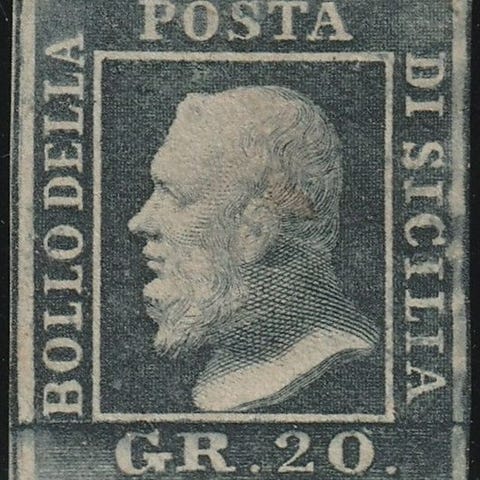 BOLLO DELLA
POSTA
DI SICILIA
GR. 20.